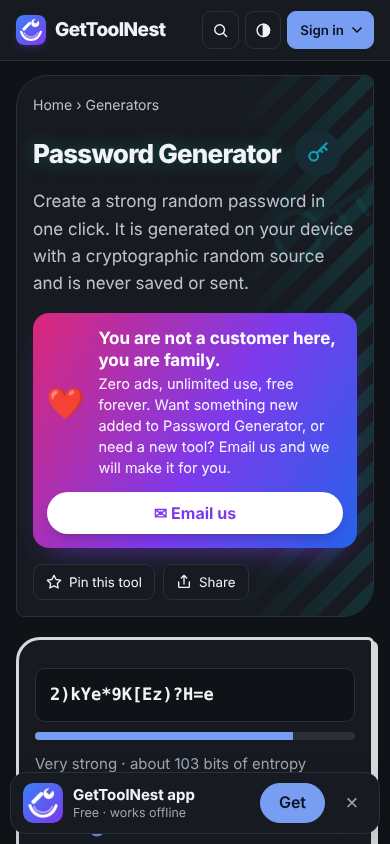 GetToolNest
Sign in
Home › Generators
Password Generator
Create a strong random password in
one click. It is generated on your device
with a cryptographic random source
and is never saved or sent.
You are not a customer here,
you are family.
Zero ads, unlimited use, free
forever. Want something new
added to Password Generator, or
need a new tool? Email us and we
will make it for you.
✉ Email us
Pin this tool
Share
2)kYe*9K[Ez)?H=e
Very strong · about 103 bits of entropy
GetToolNest app
Free · works offline
Get
✕